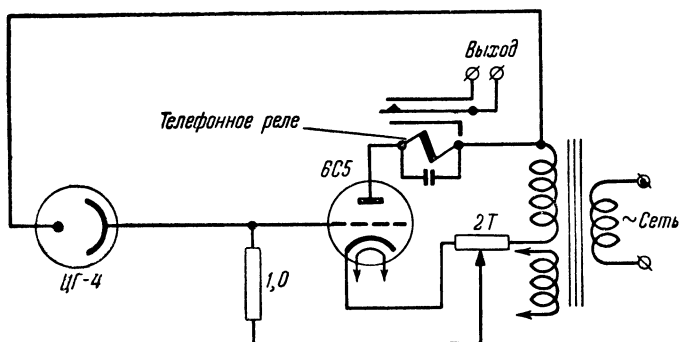 Выход
Телефонное реле
6С5
2Т
~Сеть
ЦГ-4
1,0